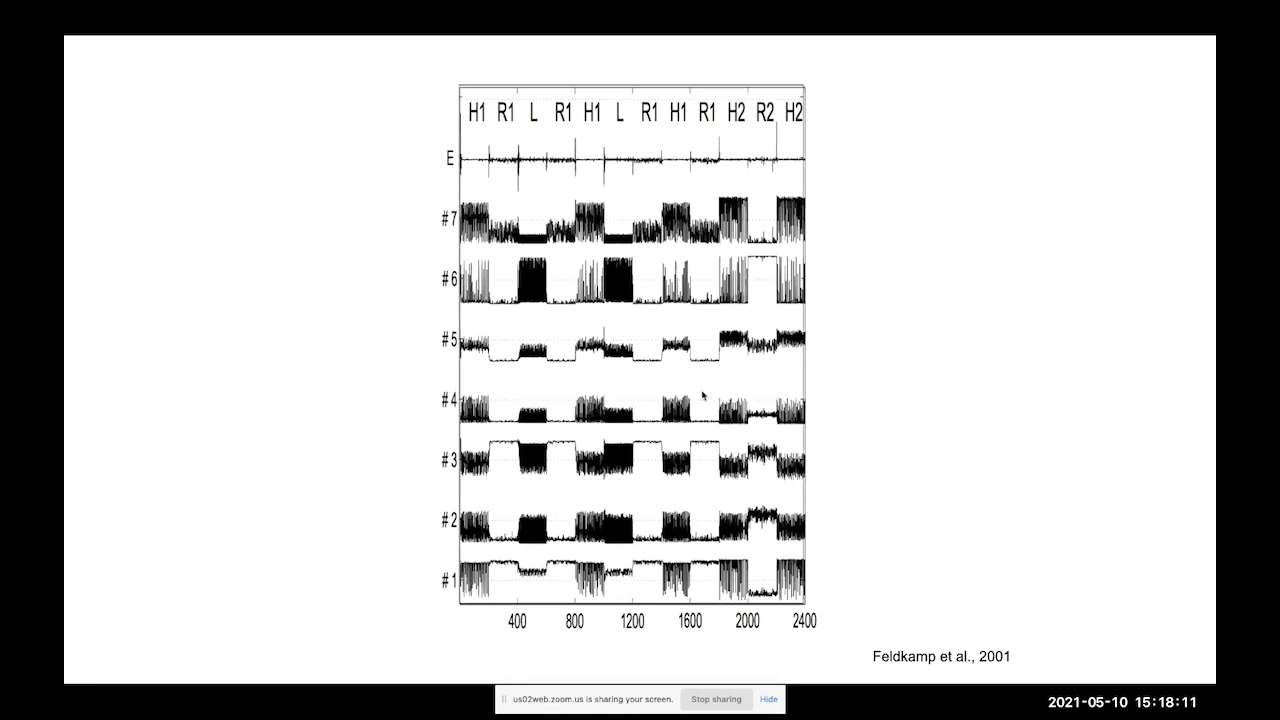 H1 R1 L R1 H1 L R1 H1 R1 H2 R2 H2
E
#7
#6
#5
#4
#3
#2
#1
400 800 1200 1600 2000 2400
Feldkamp et al., 2001
us02web.zoom.us is sharing your screen. Stop sharing Hide
2021-05-10 15:18:11